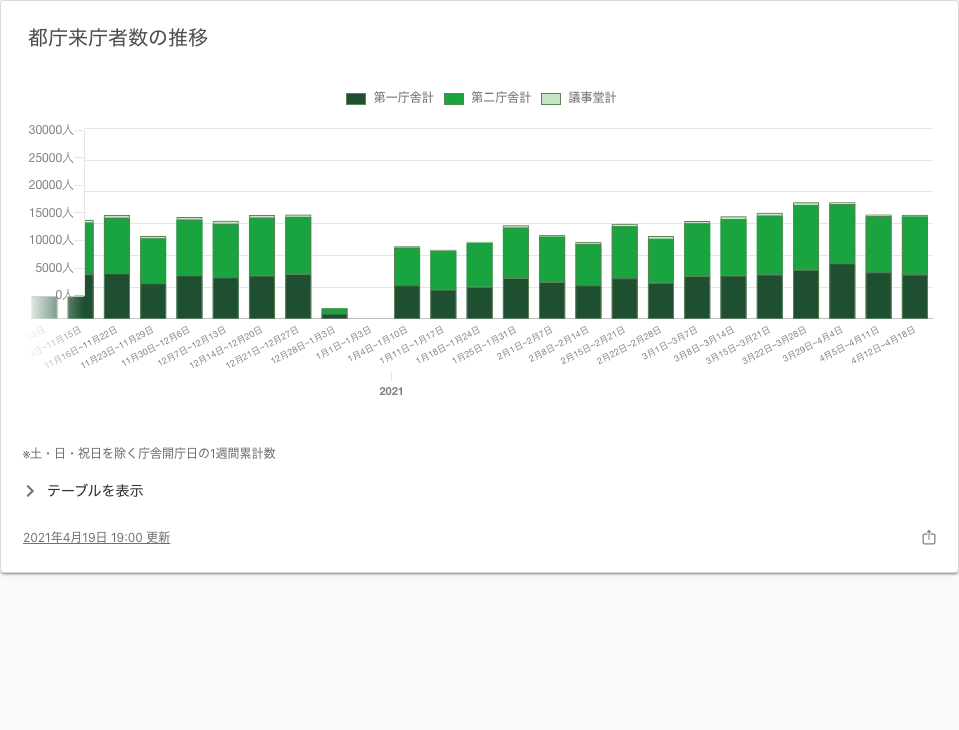 都庁来庁者数の推移
第一庁舎計 第二庁舎計 議事堂計
30000人
25000人
20000人
15000人
10000人
5000人
0人
11月16日~11月22日
11月23日~11月29日
11月30日~12月6日
12月7日~12月13日
12月14日~12月20日
12月21日~12月27日
12月28日~1月3日
1月1日~1月3日
1月4日~1月10日
1月11日~1月17日
1月18日~1月24日
1月25日~1月31日
2月1日~2月7日
2月8日~2月14日
2月15日~2月21日
2月22日~2月28日
3月1日~3月7日
3月8日~3月14日
3月15日~3月21日
3月22日~3月28日
3月29日~4月4日
4月5日~4月11日
4月12日~4月18日
2021
※土・日・祝日を除く庁舎開庁日の1週間累計数
テーブルを表示
2021年4月19日 19:00 更新